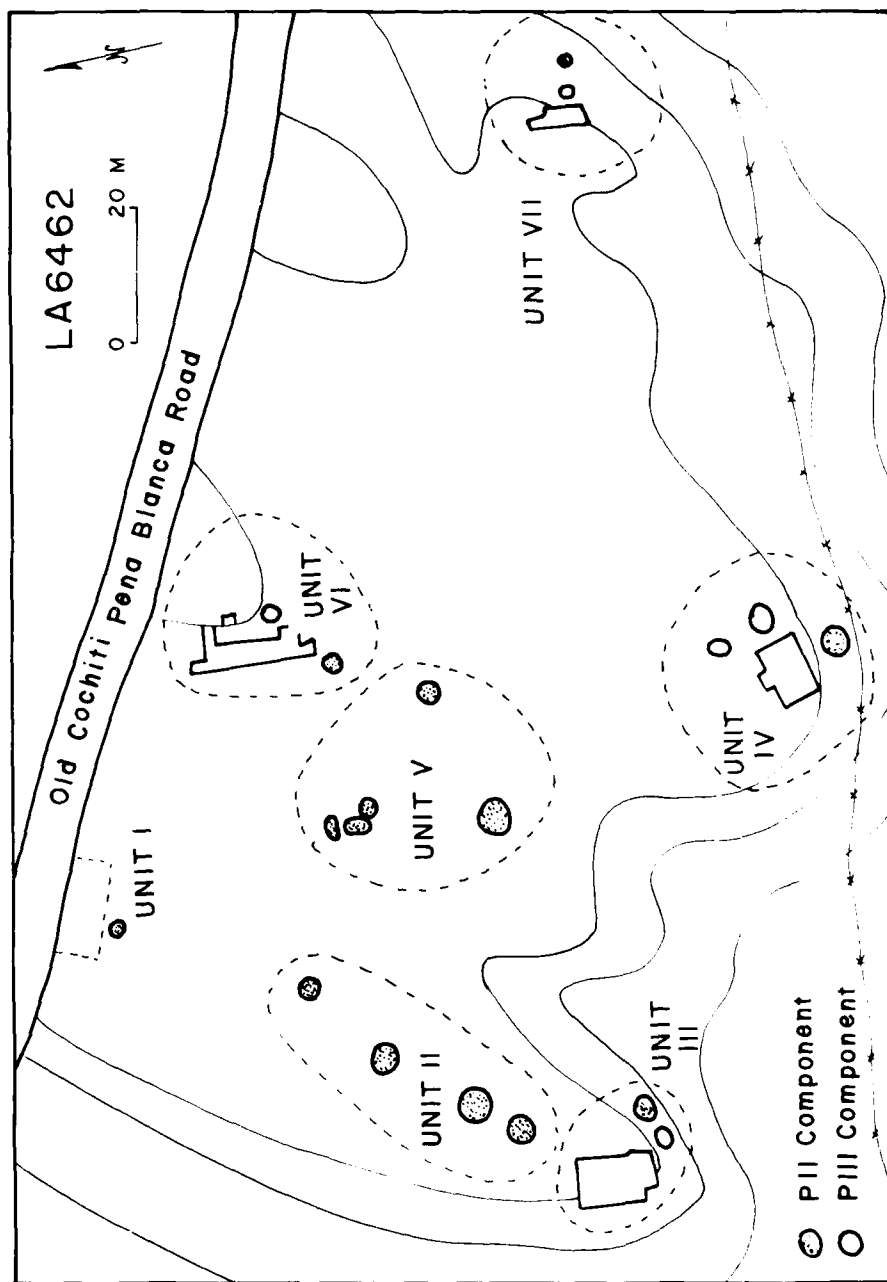 N
LA6462
0 20 M
Old Cochiti Pena Blanca Road
UNIT I
UNIT II
UNIT
III
UNIT
IV
UNIT V
UNIT
VI
UNIT VII
PII Component
PIII Component